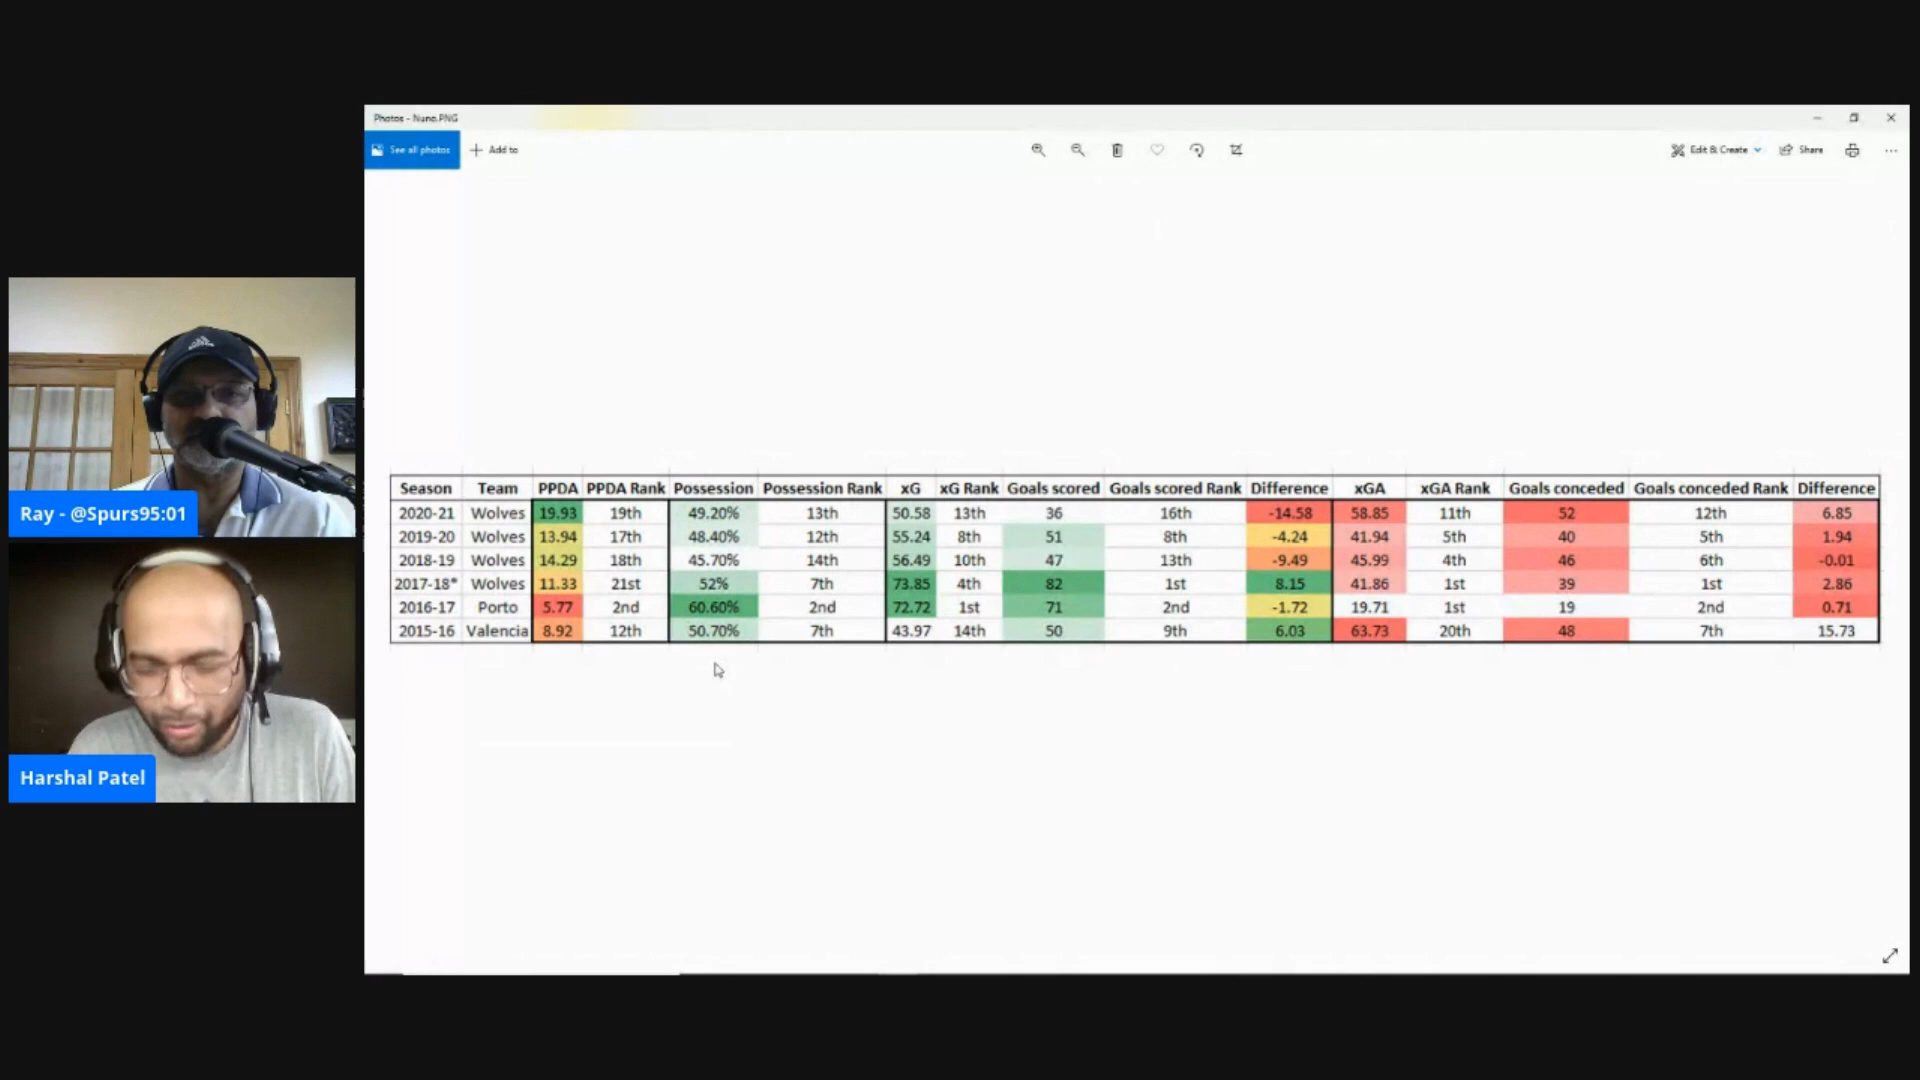 Photos - Nuno.PNG
See all photos
Add to
Edit & Create
Share
Season Team PPDA PPDA Rank Possession Possession Rank xG xG Rank Goals scored Goals scored Rank Difference xGA xGA Rank Goals conceded Goals conceded Rank Difference
2020-21 Wolves 19.93 19th 49.20% 13th 50.58 13th 36 16th -14.58 58.85 11th 52 12th 6.85
2019-20 Wolves 13.94 17th 48.40% 12th 55.24 8th 51 8th -4.24 41.94 5th 40 5th 1.94
2018-19 Wolves 14.29 18th 45.70% 14th 56.49 10th 47 13th -9.49 45.99 4th 46 6th -0.01
2017-18* Wolves 11.33 21st 52% 7th 73.85 4th 82 1st 8.15 41.86 1st 39 1st 2.86
2016-17 Porto 5.77 2nd 60.60% 2nd 72.72 1st 71 2nd -1.72 19.71 1st 19 2nd 0.71
2015-16 Valencia 8.92 12th 50.70% 7th 43.97 14th 50 9th 6.03 63.73 20th 48 7th 15.73
Ray - @Spurs95:01
Harshal Patel